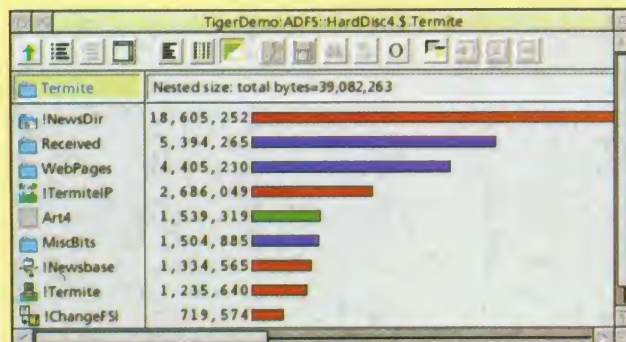 TigerDemo: ADFS::HardDisc4.$.Termite
O
Termite Nested size: total bytes=39,082,263
!NewsDir 18,605,252
Received 5,394,265
WebPages 4,405,230
!TermiteIP 2,686,049
Art4 1,539,319
MiscBits 1,504,885
!Newsbase 1,334,565
!Termite 1,235,640
!ChangeFSI 719,574